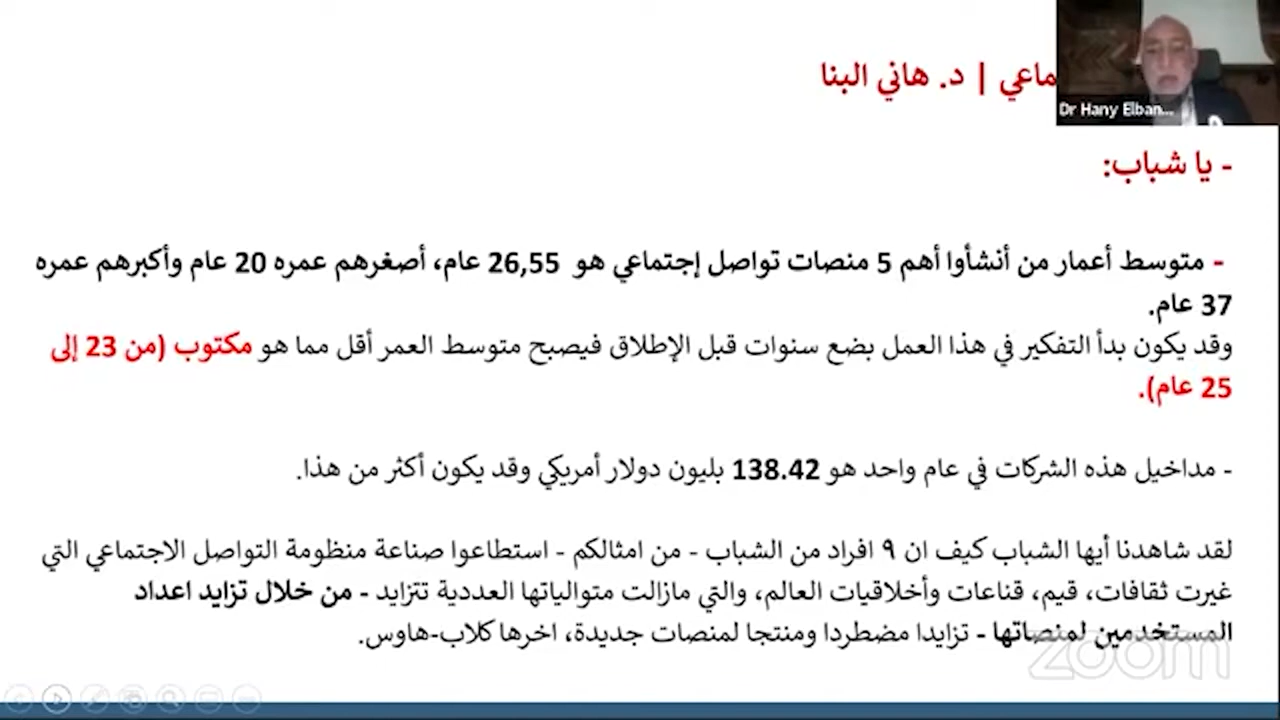 ماعي | د. هاني البنا
Dr Hany Elban...
- يا شباب:
- متوسط أعمار من أنشأوا أهم 5 منصات تواصل إجتماعي هو 26,55 عام، أصغرهم عمره 20 عام وأكبرهم عمره
37 عام.
وقد يكون بدأ التفكير في هذا العمل بضع سنوات قبل الإطلاق فيصبح متوسط العمر أقل مما هو مكتوب (من 23 إلى
25 عام).
- مداخيل هذه الشركات في عام واحد هو 138.42 بليون دولار أمريكي وقد يكون أكثر من هذا.
لقد شاهدنا أيها الشباب كيف ان ٩ افراد من الشباب - من امثالكم - استطاعوا صناعة منظومة التواصل الاجتماعي التي
غيرت ثقافات، قيم، قناعات وأخلاقيات العالم، والتي مازالت متوالياتها العددية تتزايد - من خلال تزايد اعداد
المستخدمين لمنصاتها - تزايدا مضطردا ومنتجا لمنصات جديدة، اخرها كلاب-هاوس.
zoom